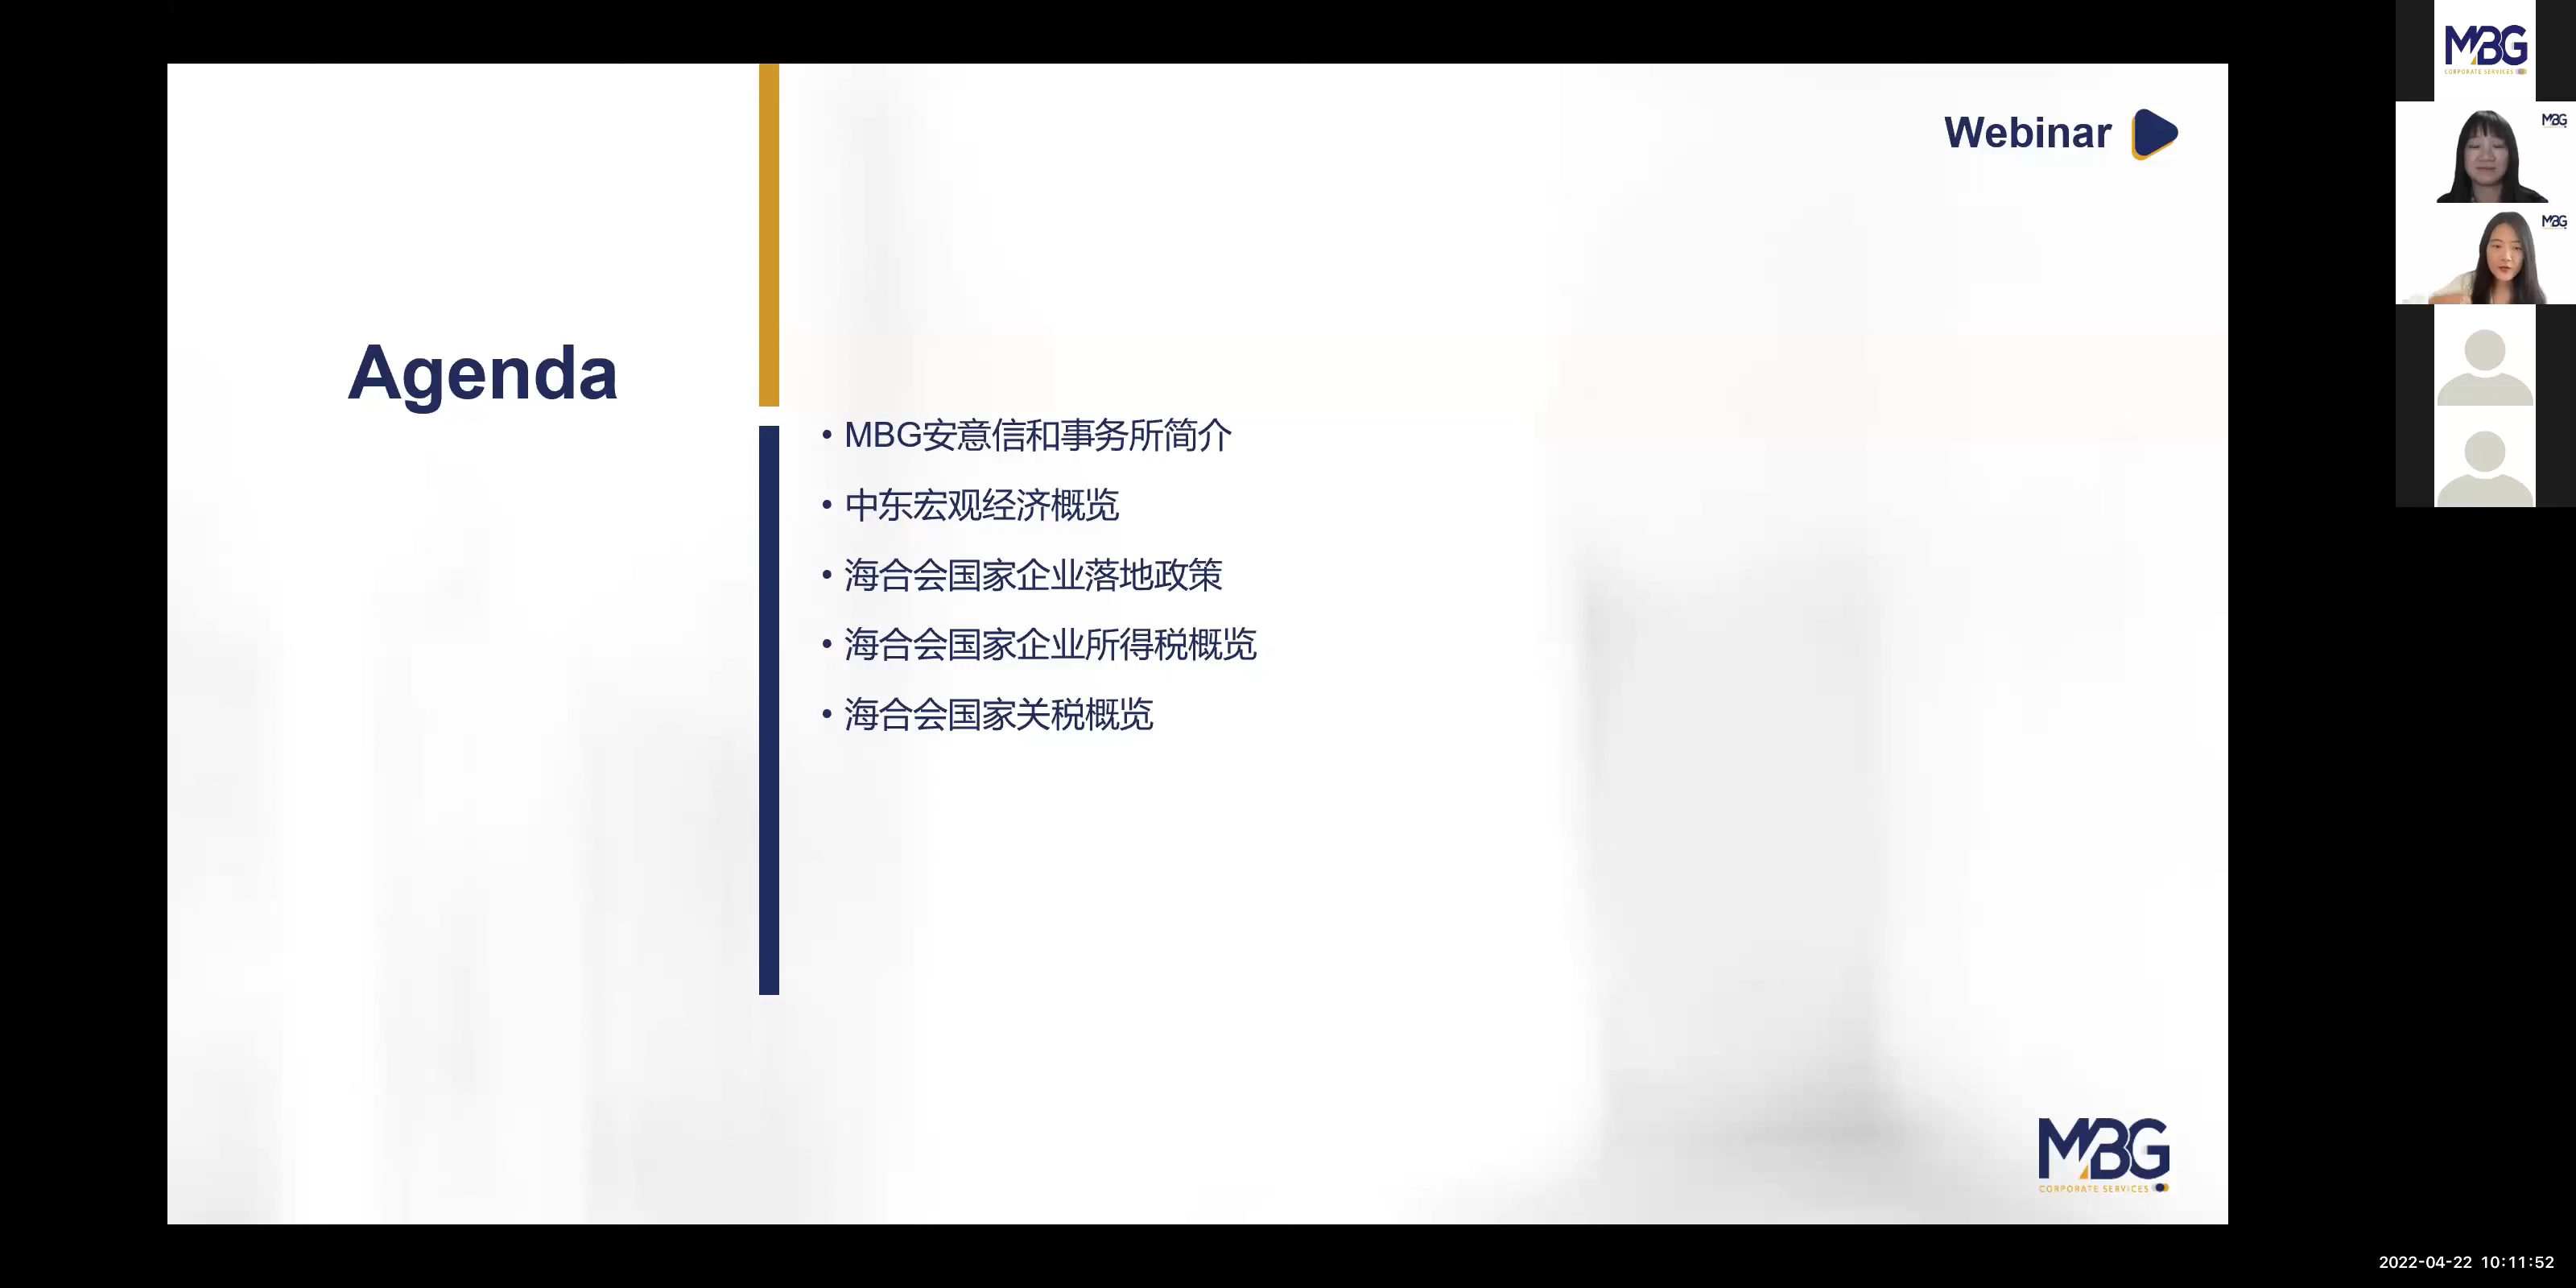 Webinar
Agenda
• MBG安意信和事务所简介
• 中东宏观经济概览
• 海合会国家企业落地政策
• 海合会国家企业所得税概览
• 海合会国家关税概览
MBG
CORPORATE SERVICES
MBG
CORPORATE SERVICES
MBG
MBG
2022-04-22 10:11:52